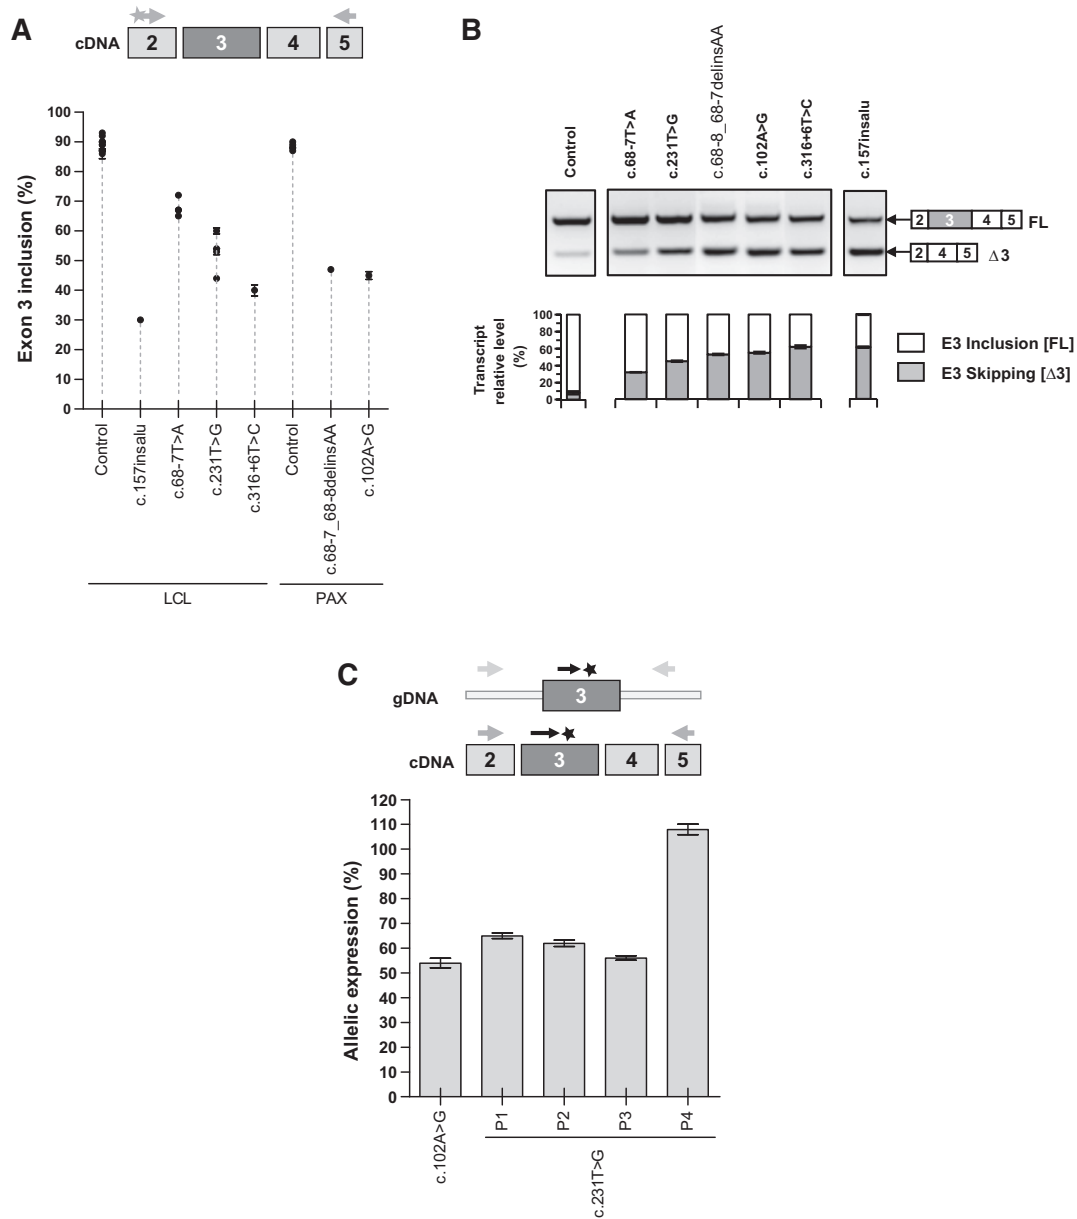 A
cDNA 2 3 4 5
Exon 3 inclusion (%)
100
90
80
70
60
50
40
30
20
10
0
Control
c.157insalu
c.68-7T>A
c.231T>G
c.316+6T>C
Control
c.68-7_68-8delinsAA
c.102A>G
LCL
PAX
B
Control
c.68-7T>A
c.231T>G
c.68-8_68-7delinsAA
c.102A>G
c.316+6T>C
c.157insalu
2 3 4 5 FL
2 4 5 Δ3
Transcript
relative level
(%)
100
80
60
40
20
0
E3 Inclusion [FL]
E3 Skipping [Δ3]
C
gDNA 3
cDNA 2 3 4 5
Allelic expression (%)
120
110
100
90
80
70
60
50
40
30
20
10
0
c.102A>G
P1
P2
P3
P4
c.231T>G